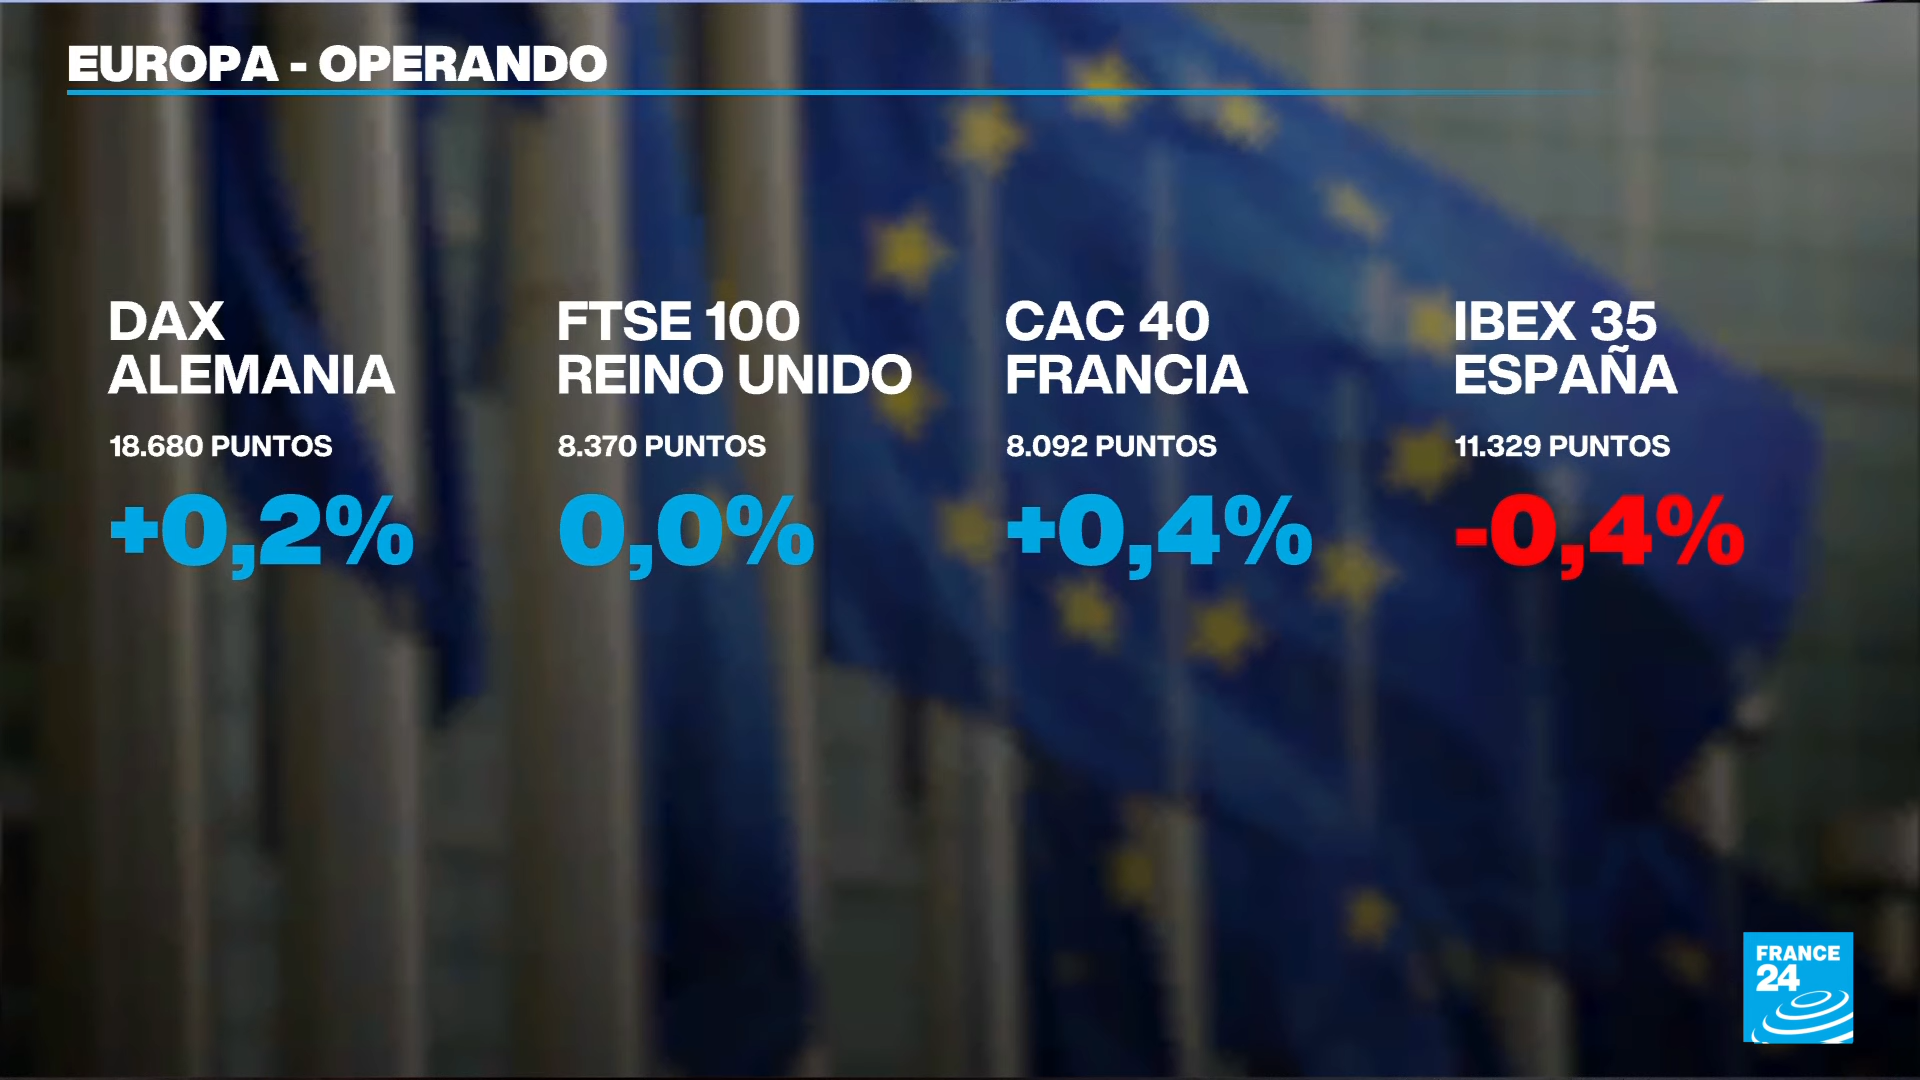 EUROPA - OPERANDO
DAX
ALEMANIA
18.680 PUNTOS
+0,2%
FTSE 100
REINO UNIDO
8.370 PUNTOS
0,0%
CAC 40
FRANCIA
8.092 PUNTOS
+0,4%
IBEX 35
ESPAÑA
11.329 PUNTOS
-0,4%
FRANCE
24